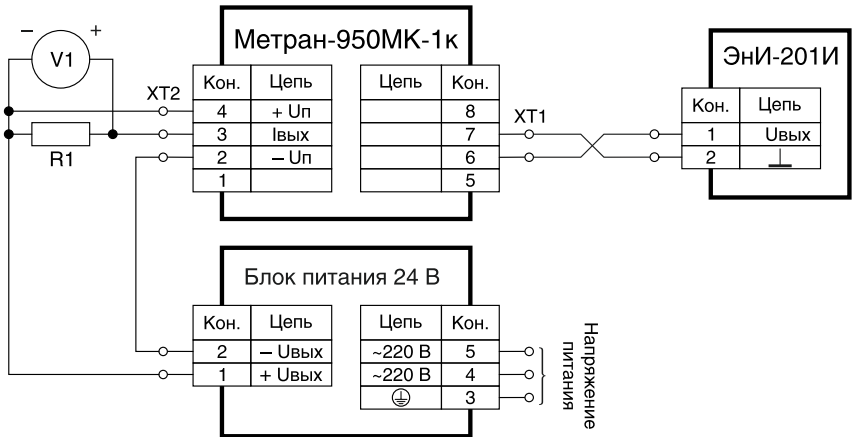 Метран-950МК-1к
ЭнИ-201И
− V1 +
XT2
R1
Кон. Цепь
4 + Uп
3 Iвых
2 − Uп
1
Цепь Кон.
8
7
6
5
XT1
Кон. Цепь
1 Uвых
2
Блок питания 24 В
Кон. Цепь
2 − Uвых
1 + Uвых
Цепь Кон.
~220 В 5
~220 В 4
3
Напряжение
питания